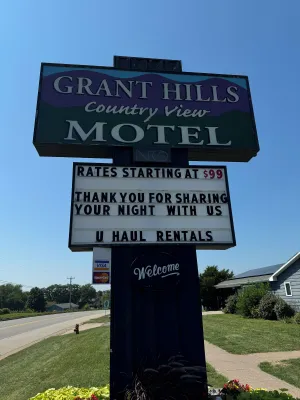 GRANT HILLS
Country View
MOTEL
RATES STARTING AT $99
THANK YOU FOR SHARING
YOUR NIGHT WITH US
U HAUL RENTALS
VISA
Welcome